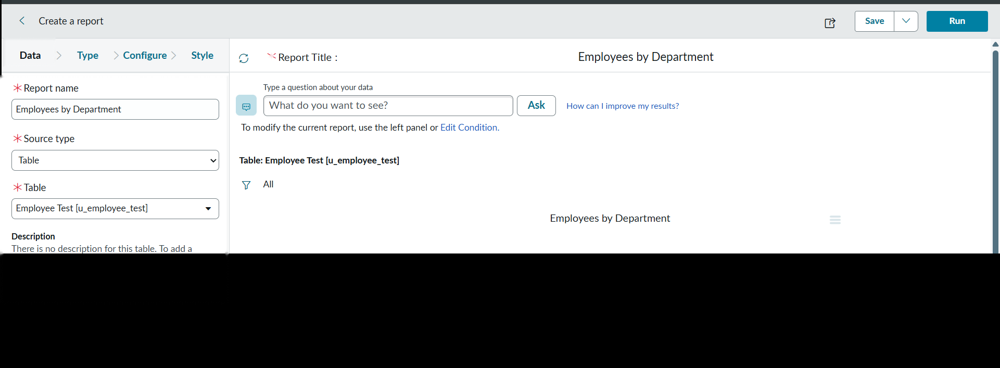 Create a report
Save
Run
Data
Type
Configure
Style
Report Title :
Employees by Department
Report name
Employees by Department
Source type
Table
Table
Employee Test [u_employee_test]
Description
There is no description for this table. To add a
Type a question about your data
What do you want to see?
Ask
How can I improve my results?
To modify the current report, use the left panel or Edit Condition.
Table: Employee Test [u_employee_test]
All
Employees by Department